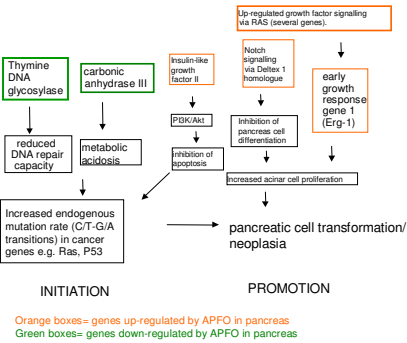 Up-regulated growth factor signalling
via RAS (several genes).
Thymine
DNA
glycosylase
carbonic
anhydrase III
Insulin-like
growth
factor II
Notch
signalling
via Deltex 1
homologue
early
growth
response
gene 1
(Erg-1)
PI3K/Akt
Inhibition of
pancreas cell
differentiation
reduced
DNA repair
capacity
metabolic
acidosis
inhibition of
apoptosis
Increased acinar cell proliferation
Increased endogenous
mutation rate (C/T-G/A
transitions) in cancer
genes e.g. Ras, P53
pancreatic cell transformation/
neoplasia
INITIATION
PROMOTION
Orange boxes= genes up-regulated by APFO in pancreas
Green boxes= genes down-regulated by APFO in pancreas